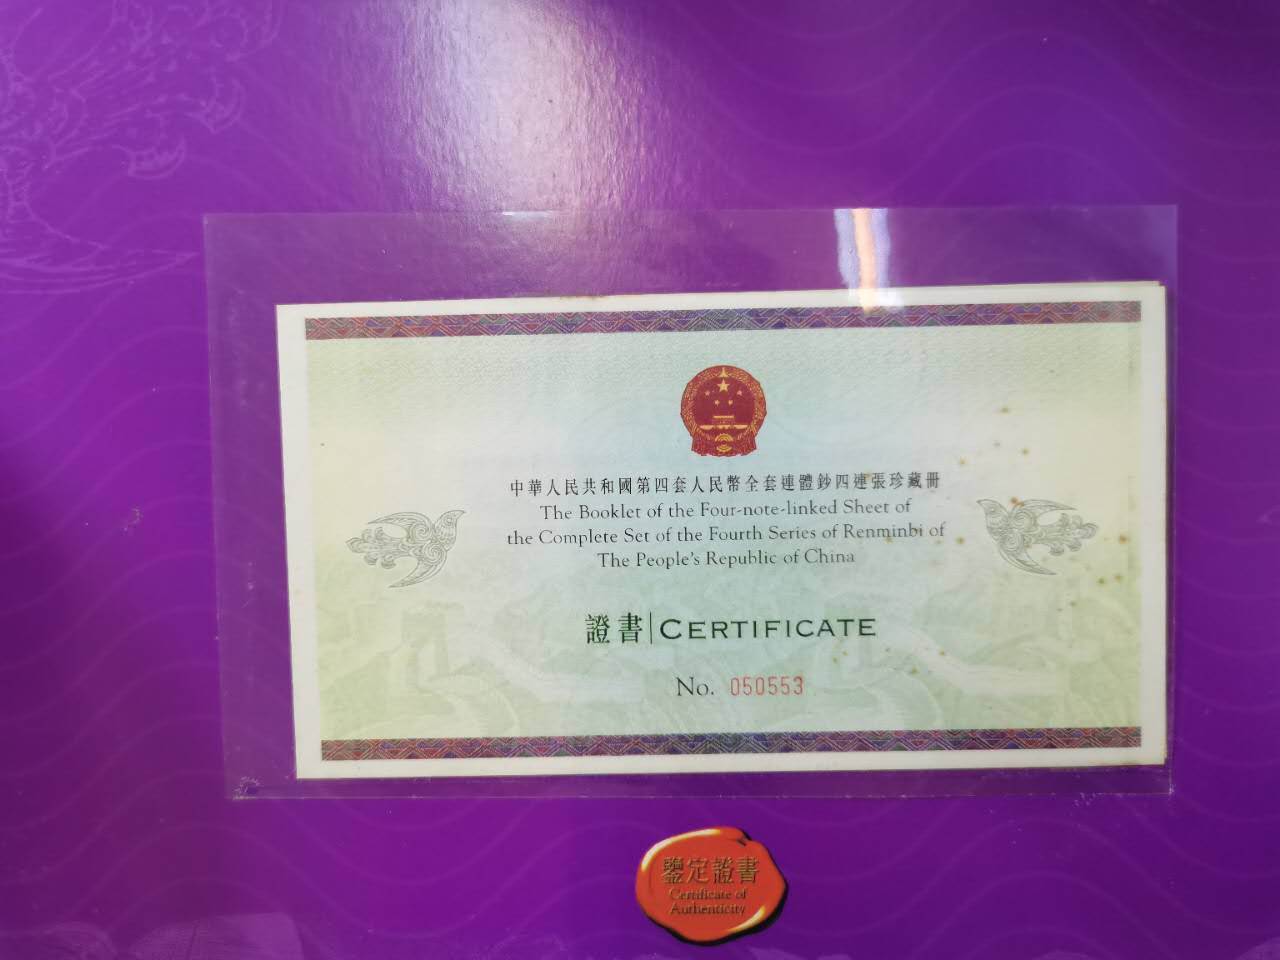 中華人民共和國第四套人民幣全套連體鈔四連張珍藏冊
The Booklet of the Four-note-linked Sheet of
the Complete Set of the Fourth Series of Renminbi of
The People's Republic of China
證書|CERTIFICATE
No. 050553
鑒定證書
Certificate of
Authenticity